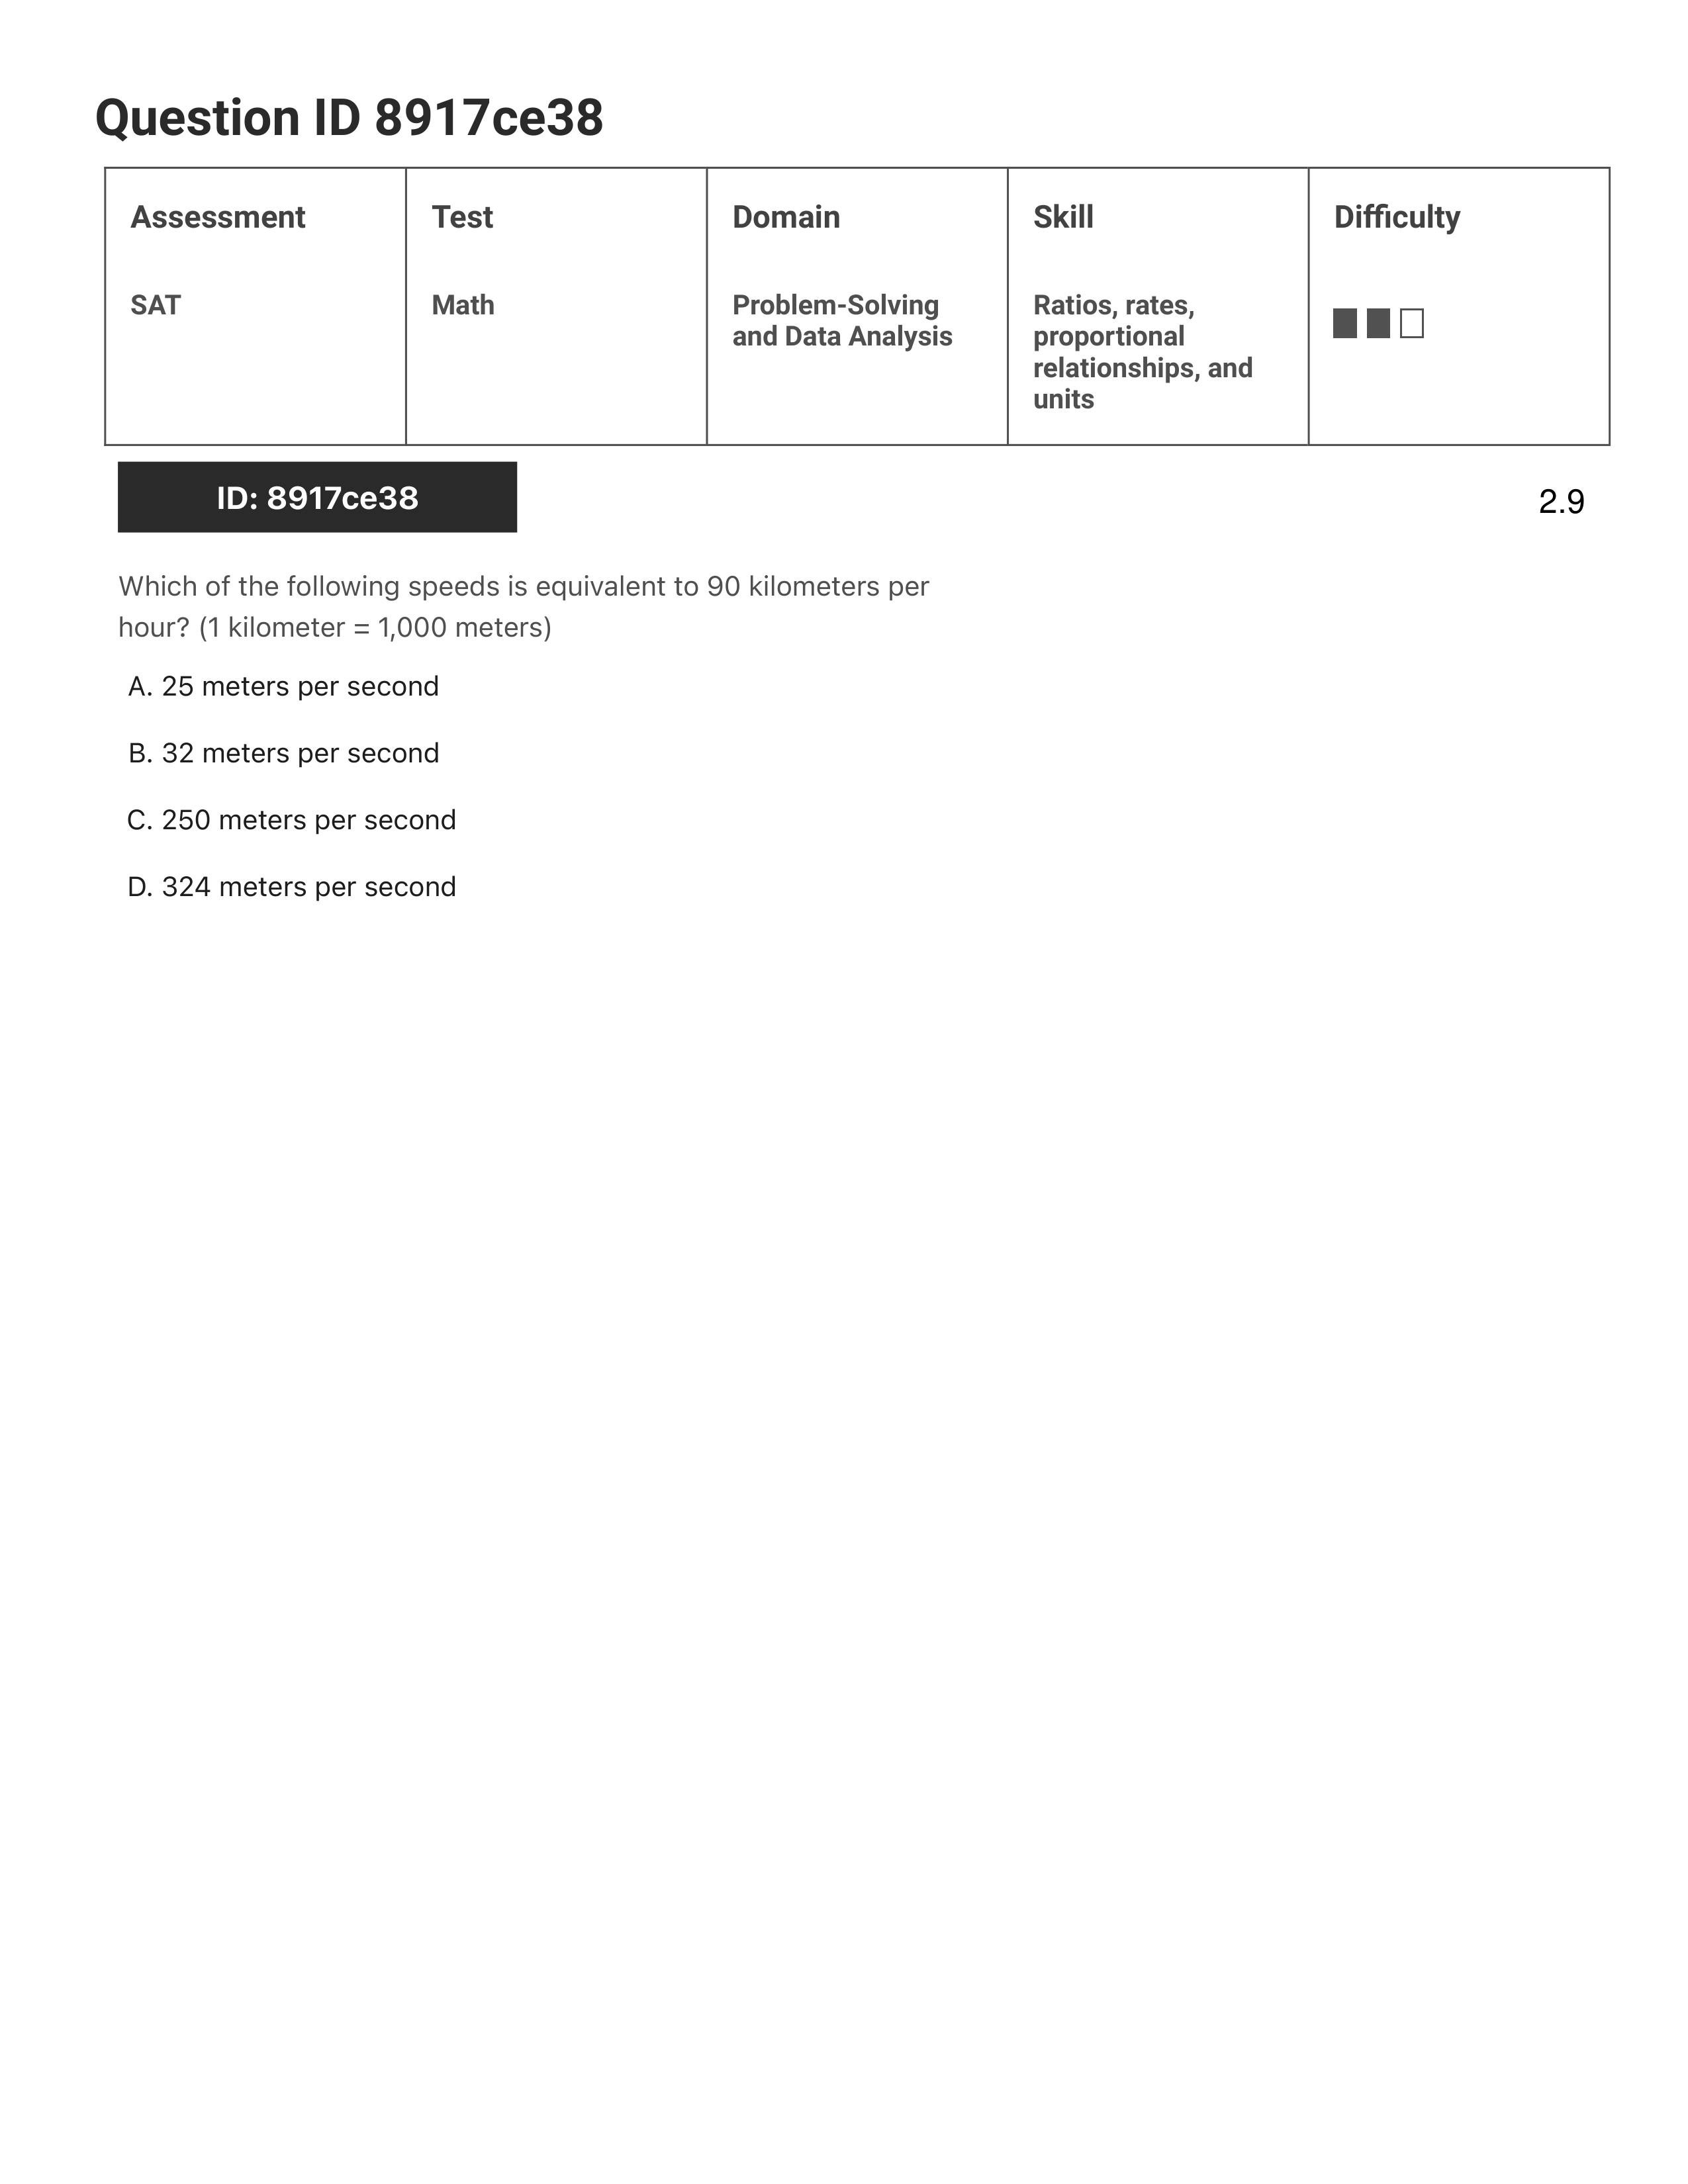 Question ID 8917ce38
Assessment
Test
Domain
Skill
Difficulty
SAT
Math
Problem-Solving
and Data Analysis
Ratios, rates,
proportional
relationships, and
units
ID: 8917ce38
2.9
Which of the following speeds is equivalent to 90 kilometers per
hour? (1 kilometer = 1,000 meters)
A. 25 meters per second
B. 32 meters per second
C. 250 meters per second
D. 324 meters per second